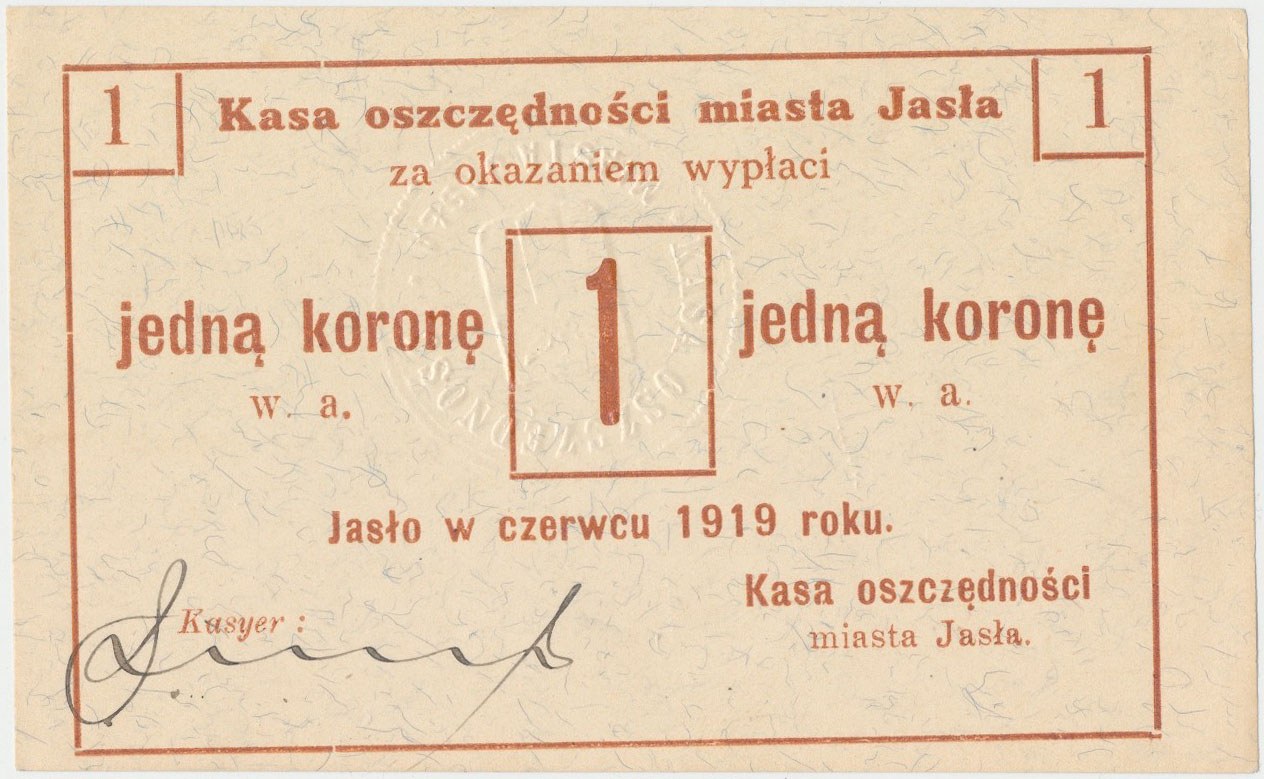 1 Kasa oszczędności miasta Jasła 1
za okazaniem wypłaci
jedną koronę 1 jedną koronę
w. a. w. a.
Jasło w czerwcu 1919 roku.
Kasyer : Kasa oszczędności
miasta Jasła.